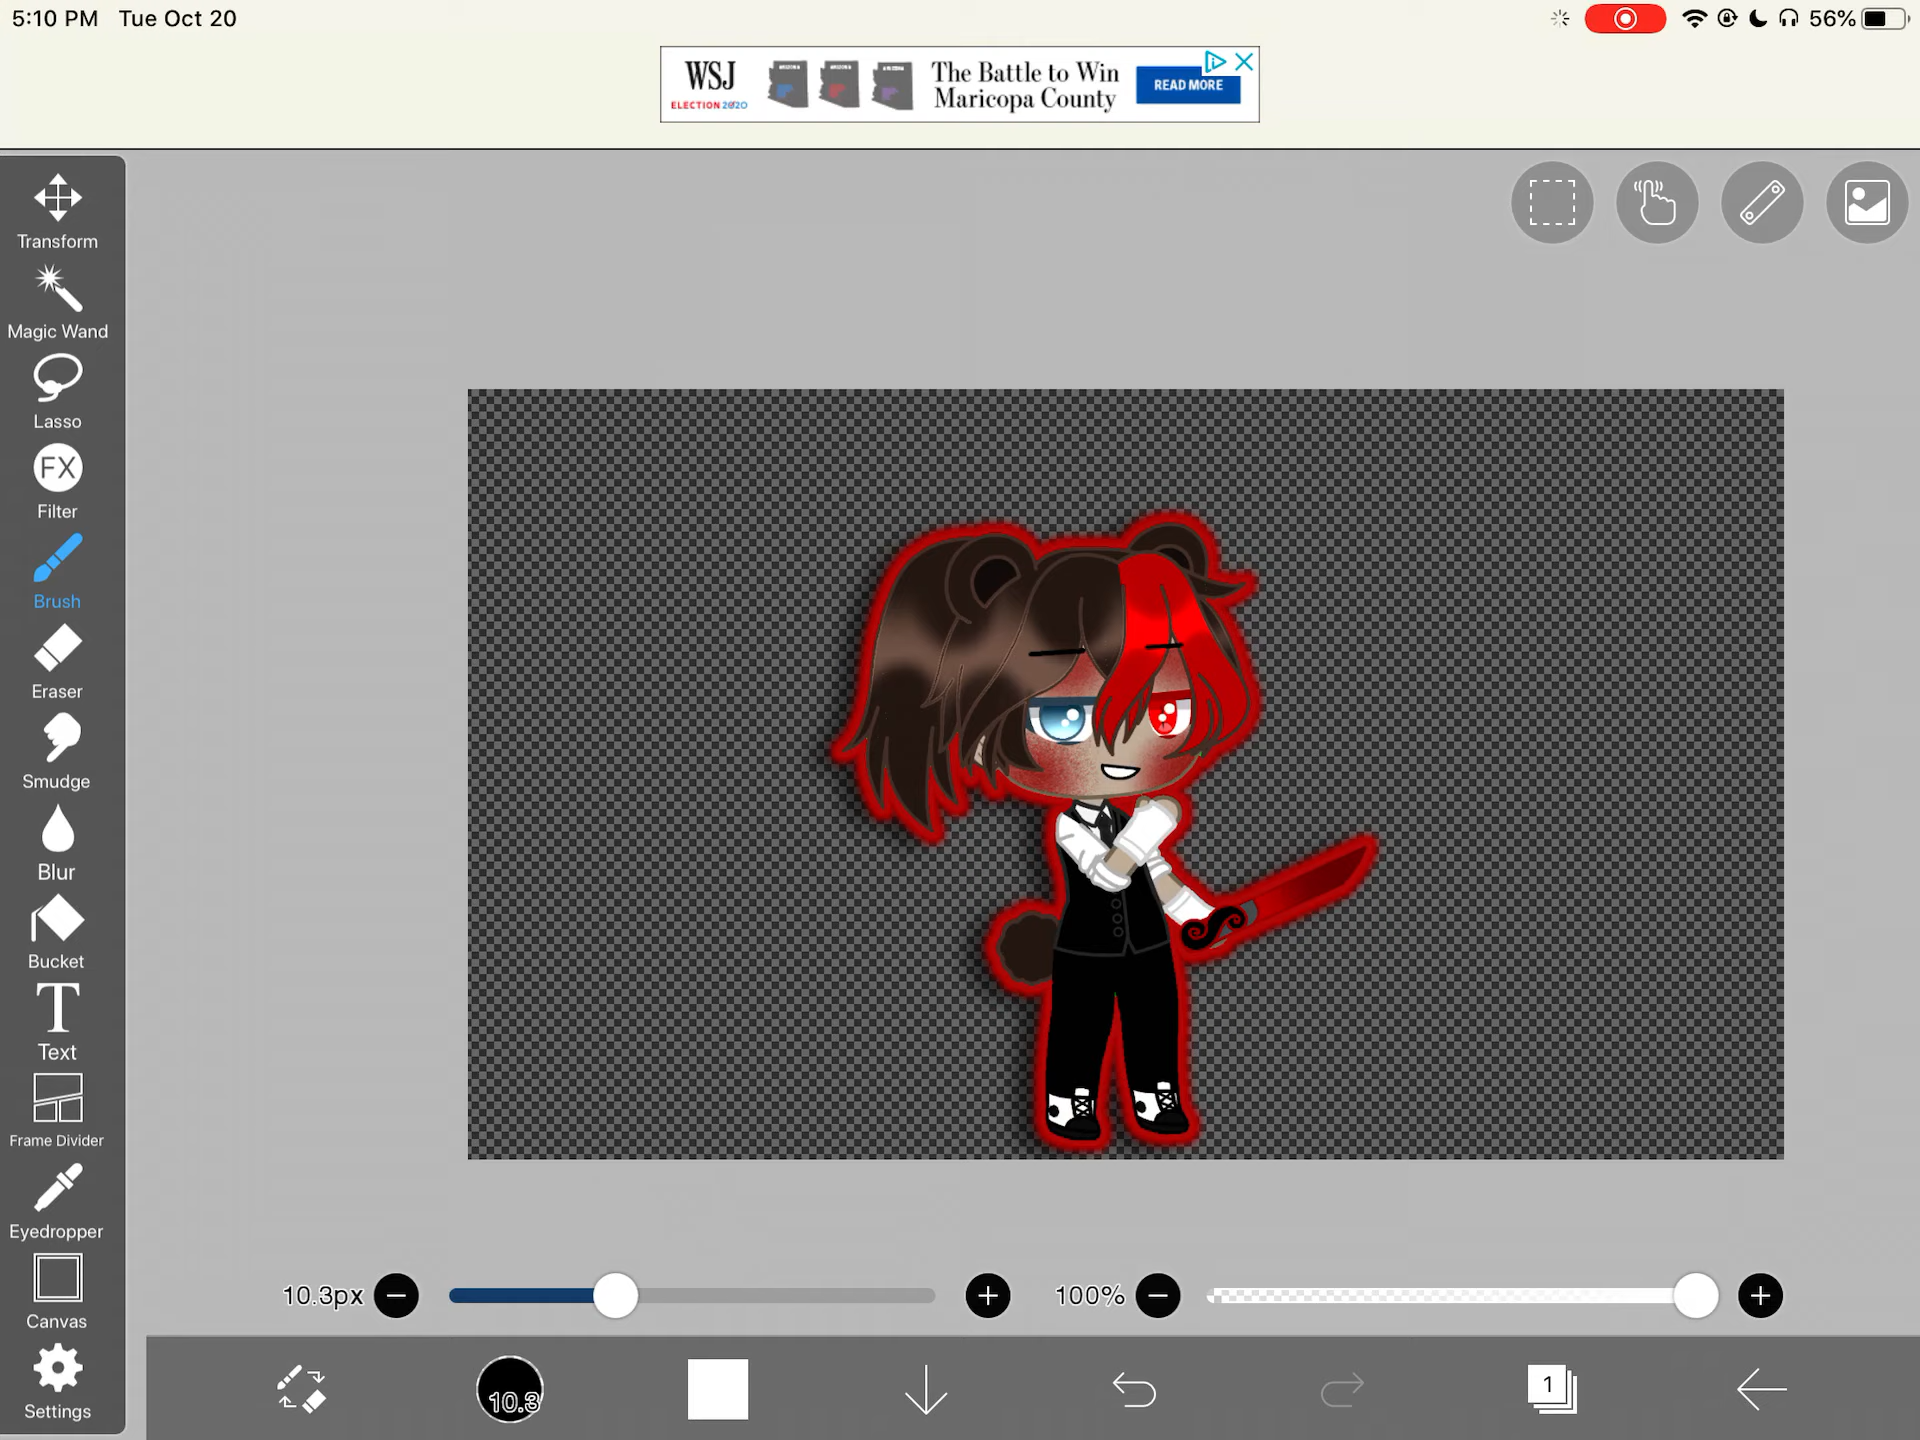 5:10 PM Tue Oct 20
56%
WSJ
ELECTION 2020
The Battle to Win
Maricopa County
READ MORE
Transform
Magic Wand
Lasso
FX
Filter
Brush
Eraser
Smudge
Blur
Bucket
T
Text
Frame Divider
Eyedropper
Canvas
Settings
10.3px
100%
10.3
1